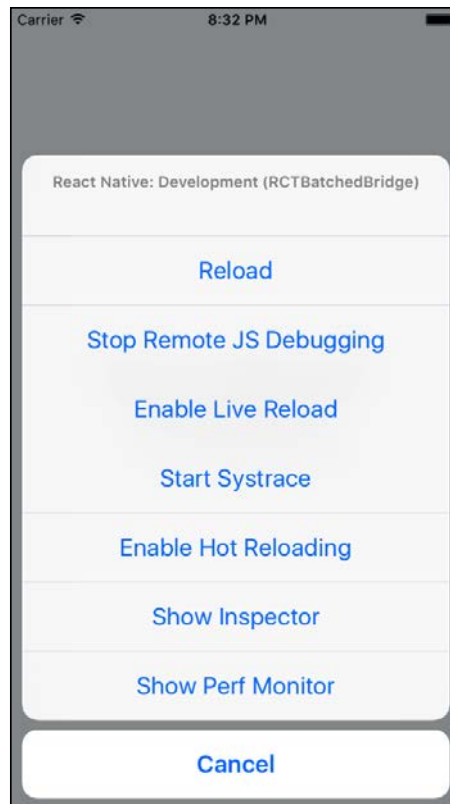 Carrier 8:32 PM
React Native: Development (RCTBatchedBridge)
Reload
Stop Remote JS Debugging
Enable Live Reload
Start Systrace
Enable Hot Reloading
Show Inspector
Show Perf Monitor
Cancel